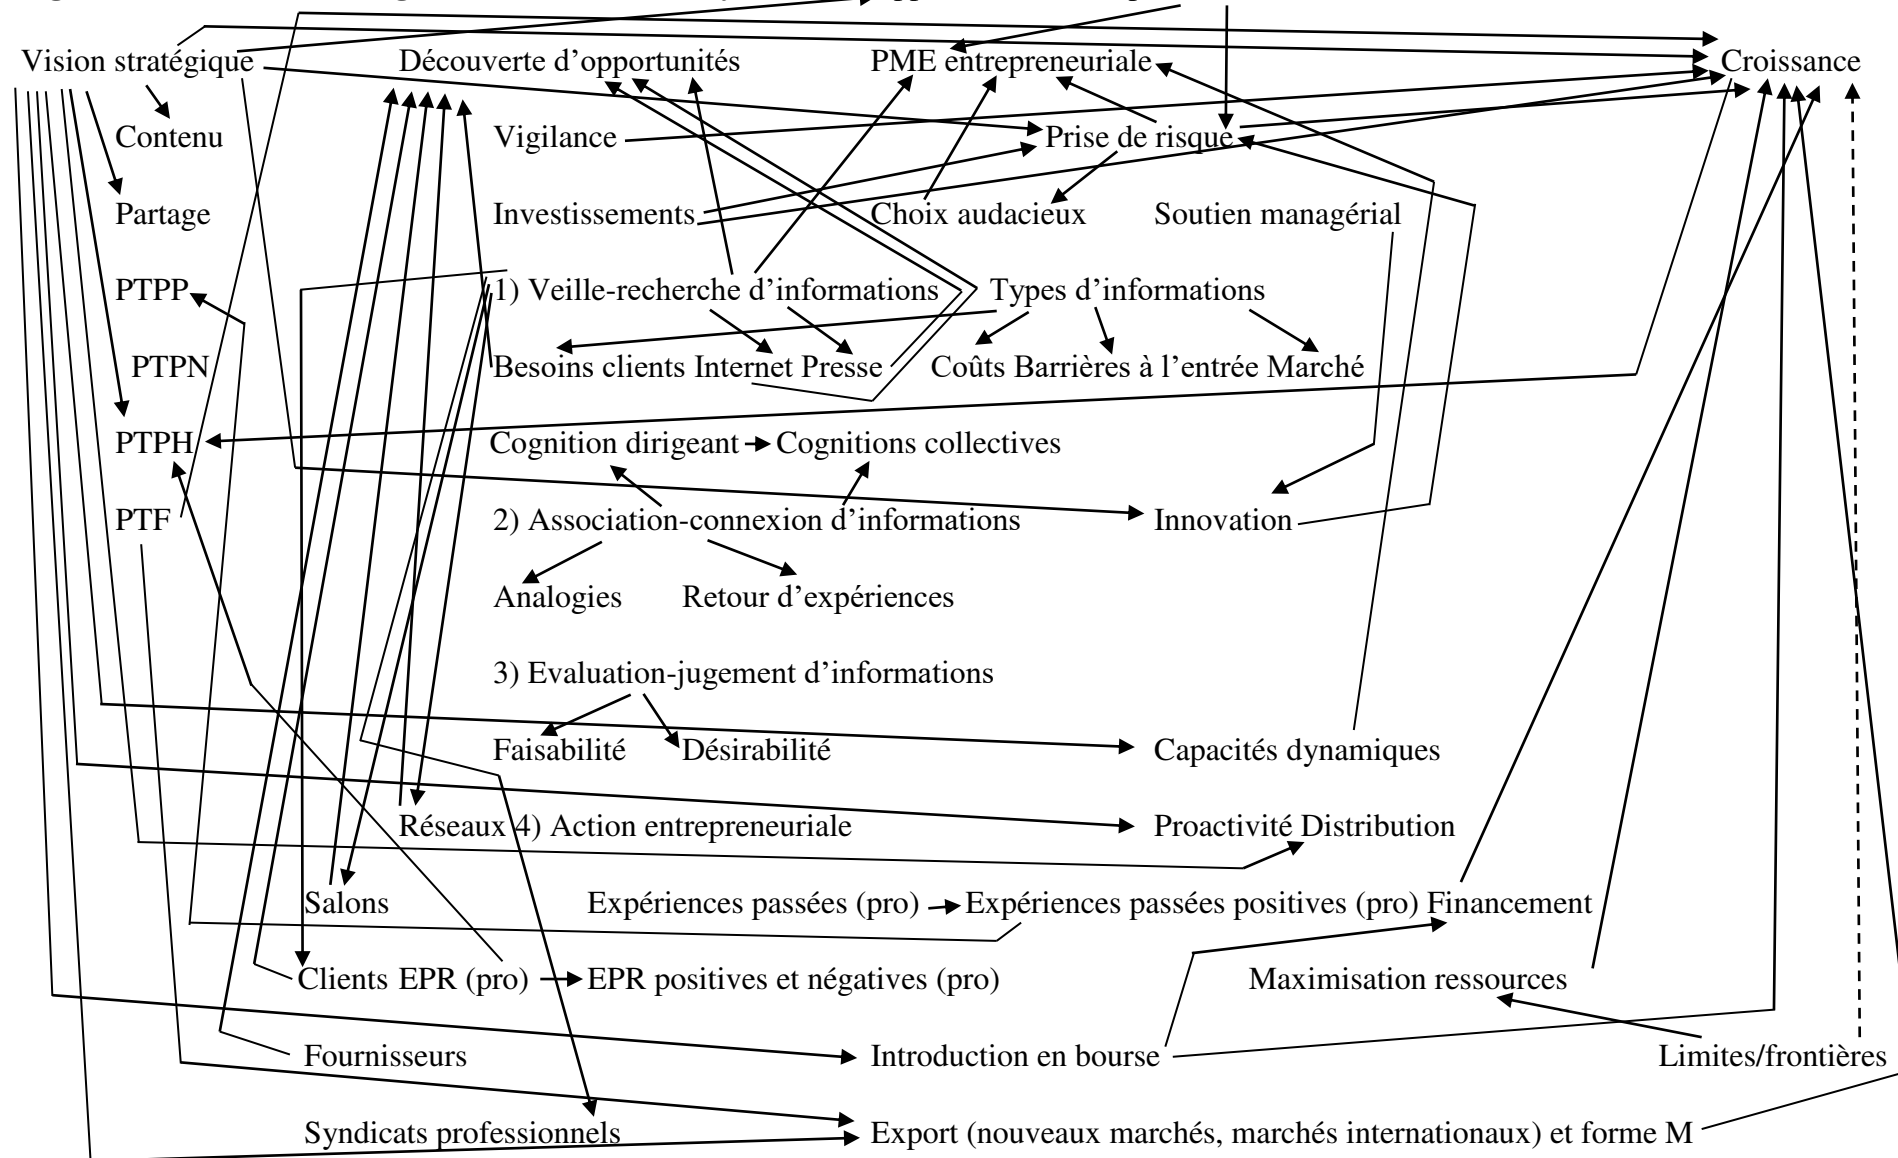 Vision stratégique Découverte d’opportunités PME entrepreneuriale Croissance
Contenu Vigilance Prise de risque
Partage Investissements Choix audacieux Soutien managérial
PTPP 1) Veille-recherche d’informations Types d’informations
PTPN Besoins clients Internet Presse Coûts Barrières à l’entrée Marché
PTPH Cognition dirigeant Cognitions collectives
PTF 2) Association-connexion d’informations Innovation
Analogies Retour d’expériences
3) Evaluation-jugement d’informations
Faisabilité Désirabilité Capacités dynamiques
Réseaux 4) Action entrepreneuriale Proactivité Distribution
Salons Expériences passées (pro) Expériences passées positives (pro) Financement
Clients EPR (pro) EPR positives et négatives (pro) Maximisation ressources
Fournisseurs Introduction en bourse Limites/frontières
Syndicats professionnels Export (nouveaux marchés, marchés internationaux) et forme M